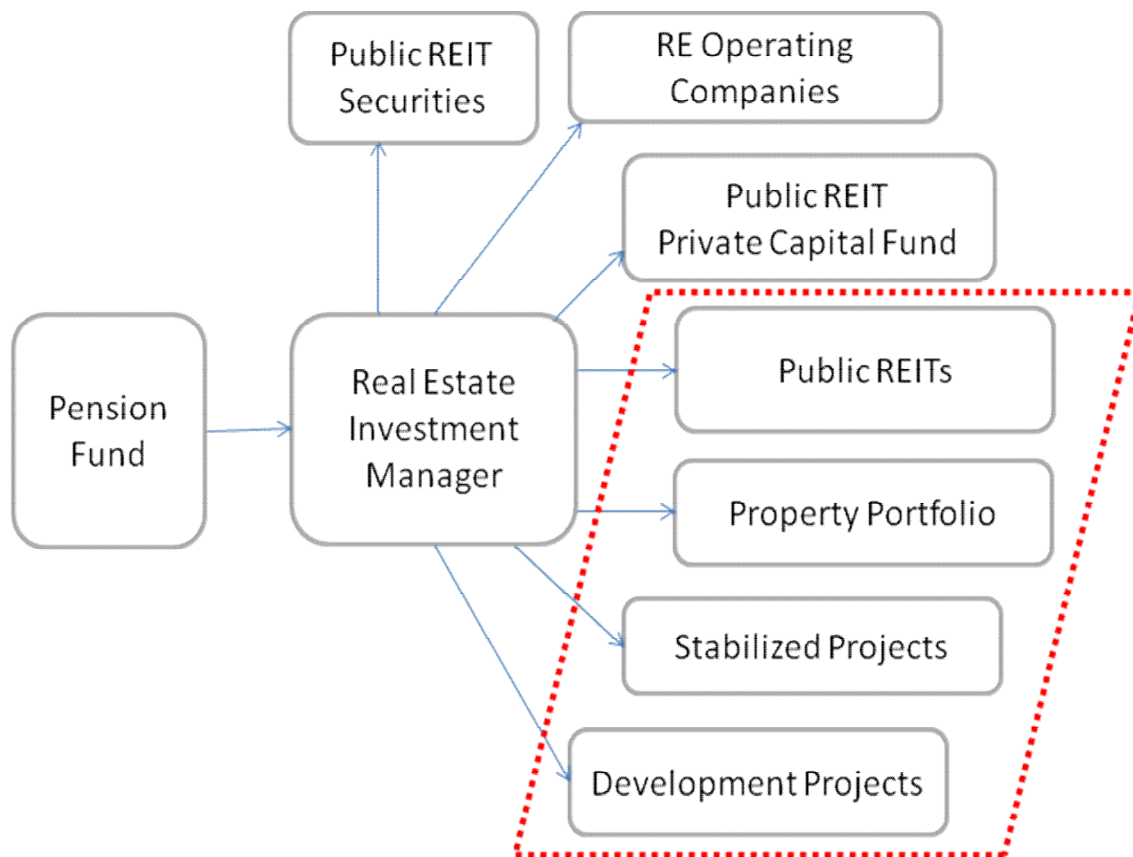 Public REIT
Securities
RE Operating
Companies
Public REIT
Private Capital Fund
Pension
Fund
Real Estate
Investment
Manager
Public REITs
Property Portfolio
Stabilized Projects
Development Projects